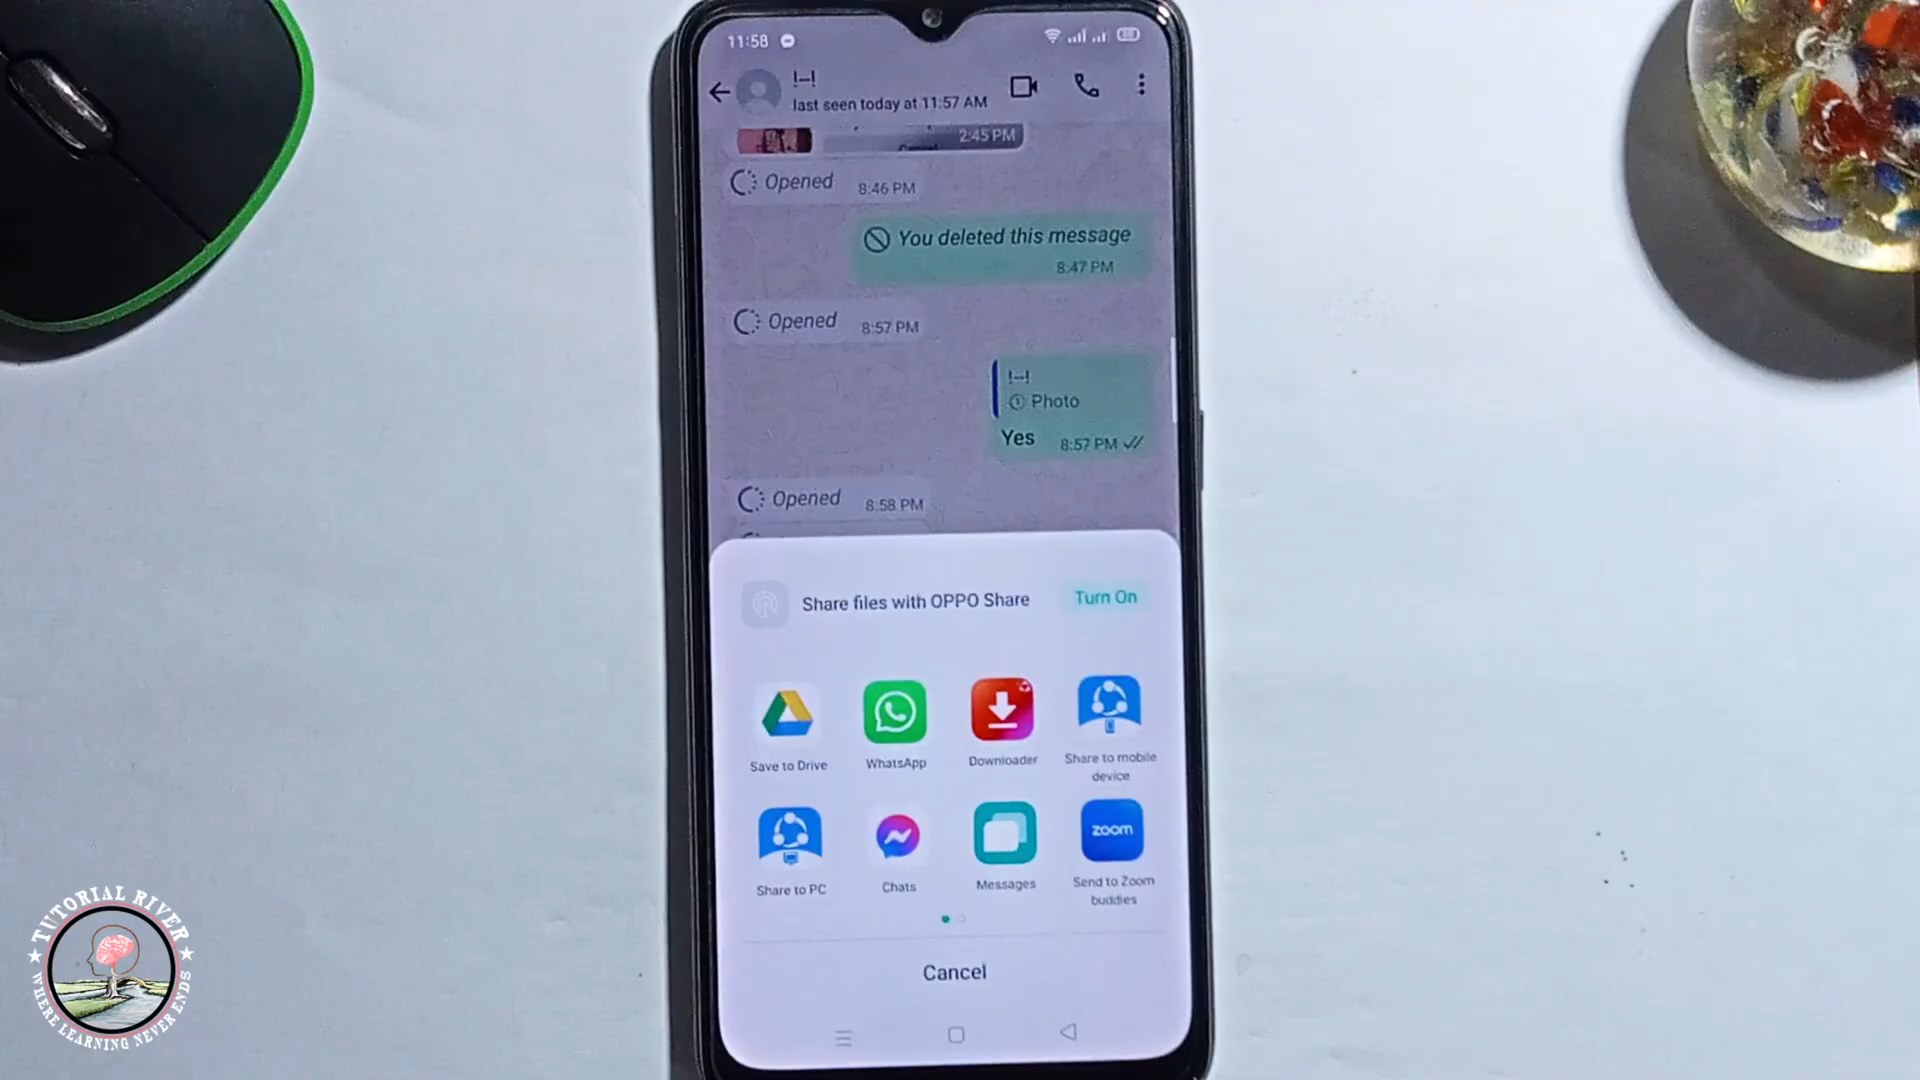 11:58
!--!
last seen today at 11:57 AM
2:45 PM
Opened 8:46 PM
You deleted this message
8:47 PM
Opened 8:57 PM
!--!
Photo
Yes 8:57 PM
Opened 8:58 PM
Share files with OPPO Share Turn On
Save to Drive
WhatsApp
Downloader
Share to mobile
device
Share to PC
Chats
Messages
zoom
Send to Zoom
buddies
Cancel
TUTORIAL RIVER
WHERE LEARNING NEVER ENDS